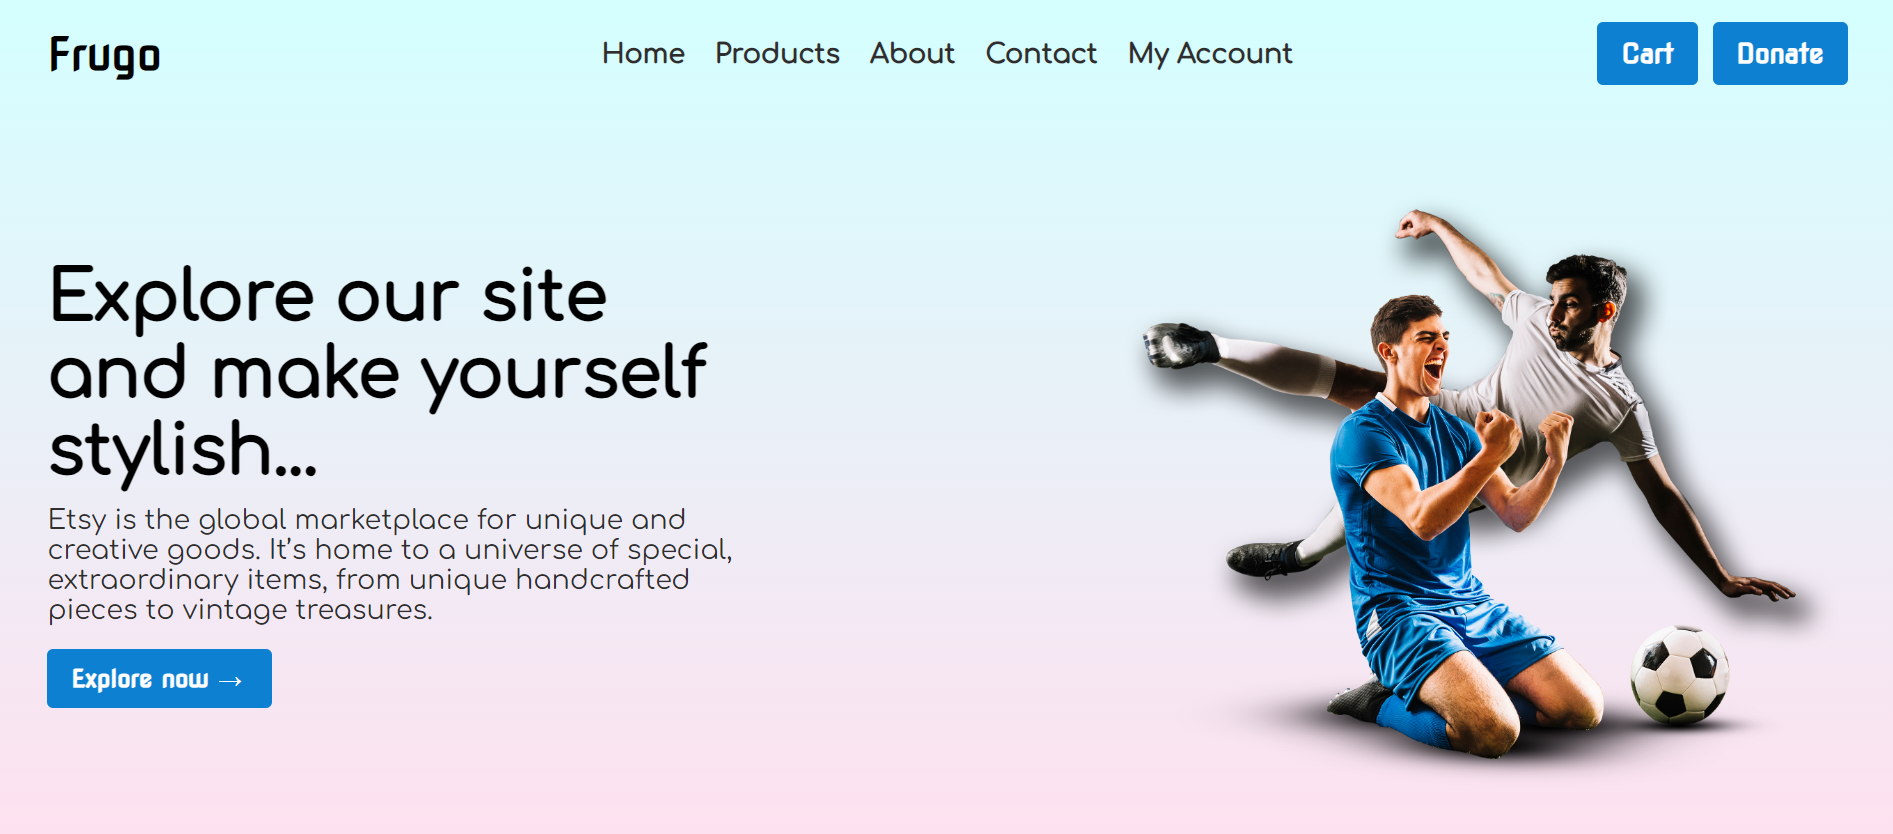 Frugo
Home Products About Contact My Account
Cart Donate
Explore our site
and make yourself
stylish...
Etsy is the global marketplace for unique and
creative goods. It’s home to a universe of special,
extraordinary items, from unique handcrafted
pieces to vintage treasures.
Explore now →